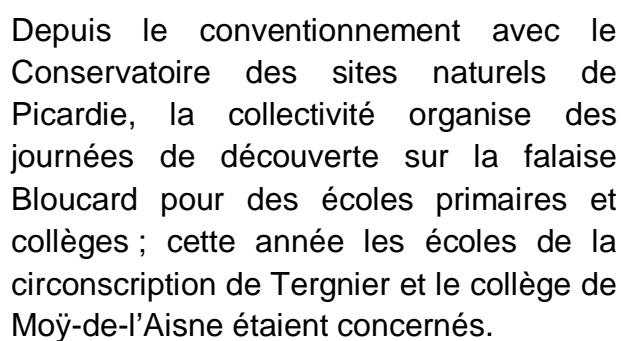 Depuis le conventionnement avec le
Conservatoire des sites naturels de
Picardie, la collectivité organise des
journées de découverte sur la falaise
Bloucard pour des écoles primaires et
collèges ; cette année les écoles de la
circonscription de Tergnier et le collège de
Moÿ-de-l'Aisne étaient concernés.